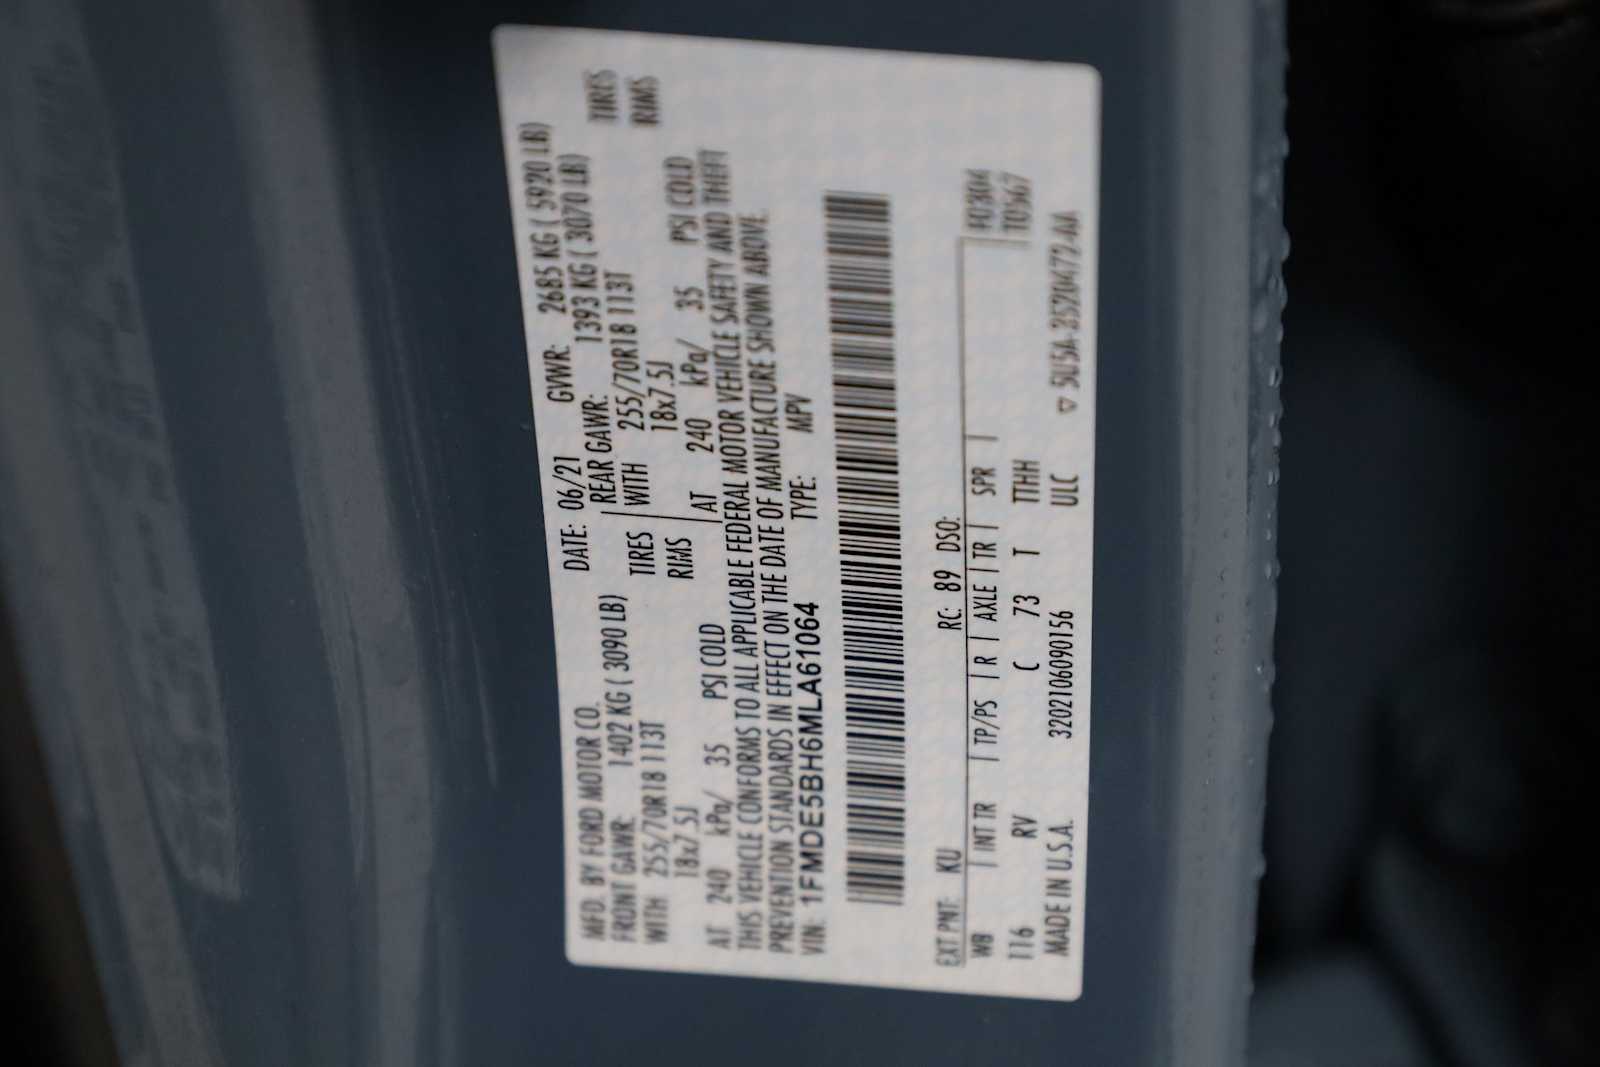 MFD. BY FORD MOTOR CO. DATE: 06/21 GVWR: 2685 KG ( 5920 LB)
FRONT GAWR: 1402 KG ( 3090 LB) REAR GAWR: 1393 KG ( 3070 LB)
WITH 255/70R18 113T TIRES WITH 255/70R18 113T TIRES
18x7.5J RIMS 18x7.5J RIMS
AT 240 kPa/ 35 PSI COLD AT 240 kPa/ 35 PSI COLD
THIS VEHICLE CONFORMS TO ALL APPLICABLE FEDERAL MOTOR VEHICLE SAFETY AND THEFT
PREVENTION STANDARDS IN EFFECT ON THE DATE OF MANUFACTURE SHOWN ABOVE.
VIN: 1FMDE5BH6MLA61064 TYPE: MPV
EXT PNT: KU RC: 89 DSO: F0304
WB INT TR TP/PS R AXLE TR SPR T0567
116 RV C 73 T TTHH
MADE IN U.S.A. 320210609 0156 ULC ▽ 5U5A-3520472-AA